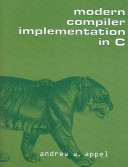 modern
compiler
implementation
in C
andrew w. appel